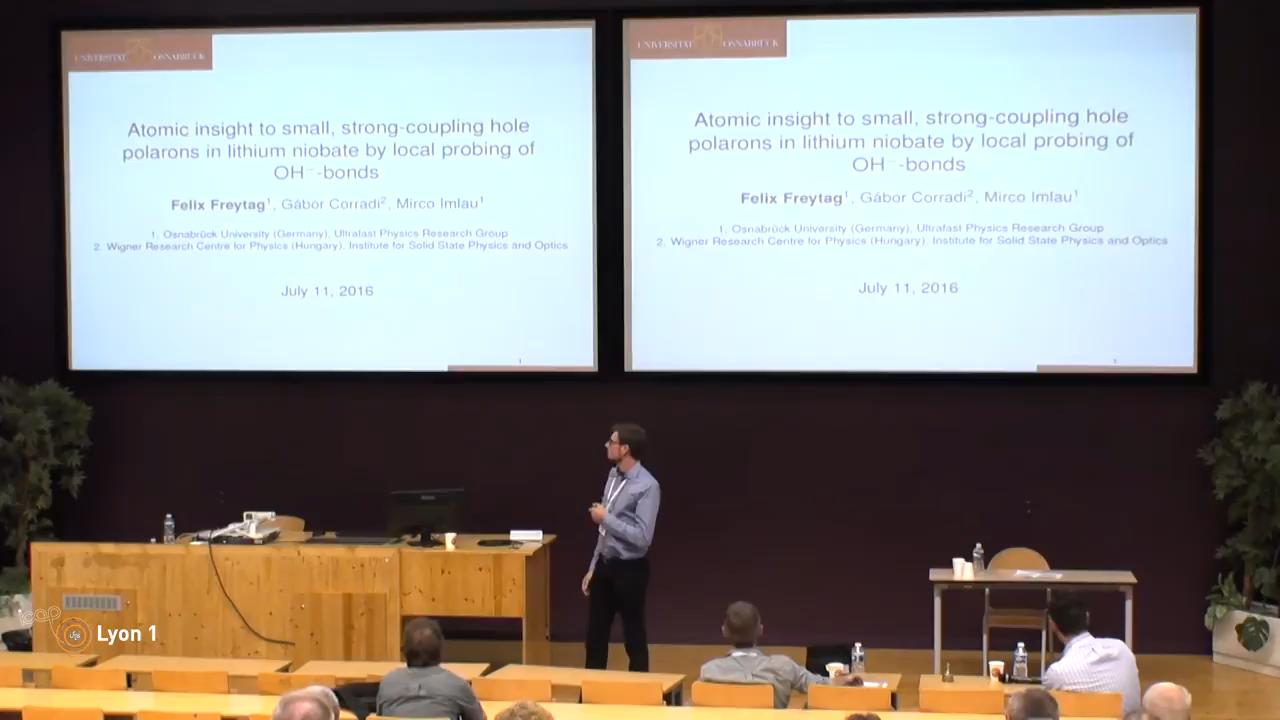 UNIVERSITÄT OSNABRÜCK
Atomic insight to small, strong-coupling hole
polarons in lithium niobate by local probing of
OH⁻-bonds
Felix Freytag¹, Gábor Corradi², Mirco Imlau¹
1. Osnabrück University (Germany), Ultrafast Physics Research Group
2. Wigner Research Centre for Physics (Hungary), Institute for Solid State Physics and Optics
July 11, 2016
1
UNIVERSITÄT OSNABRÜCK
Atomic insight to small, strong-coupling hole
polarons in lithium niobate by local probing of
OH⁻-bonds
Felix Freytag¹, Gábor Corradi², Mirco Imlau¹
1. Osnabrück University (Germany), Ultrafast Physics Research Group
2. Wigner Research Centre for Physics (Hungary), Institute for Solid State Physics and Optics
July 11, 2016
1
icap
Lyon 1